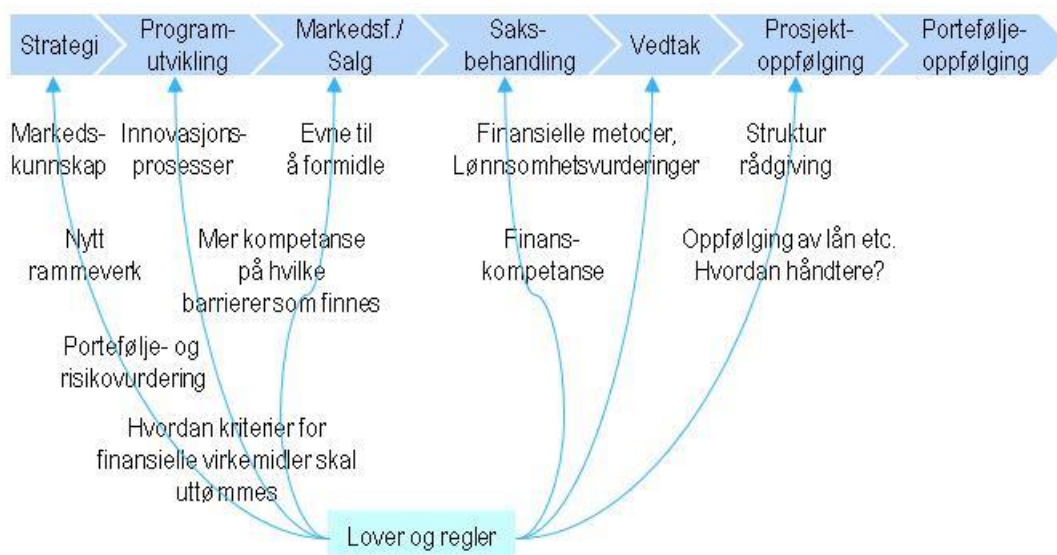 Strategi
Program-
utvikling
Markedsf./
Salg
Saks-
behandling
Vedtak
Prosjekt-
oppfølging
Portefølje-
oppfølging
Markeds-
kunnskap
Innovasjons-
prosesser
Evne til
å formidle
Finansielle metoder,
Lønnsomhetsvurderinger
Struktur
rådgiving
Nytt
rammeverk
Mer kompetanse
på hvilke
barrierer som finnes
Finans-
kompetanse
Oppfølging av lån etc.
Hvordan håndtere?
Portefølje- og
risikovurdering
Hvordan kriterier for
finansielle virkemidler skal
uttømmes
Lover og regler